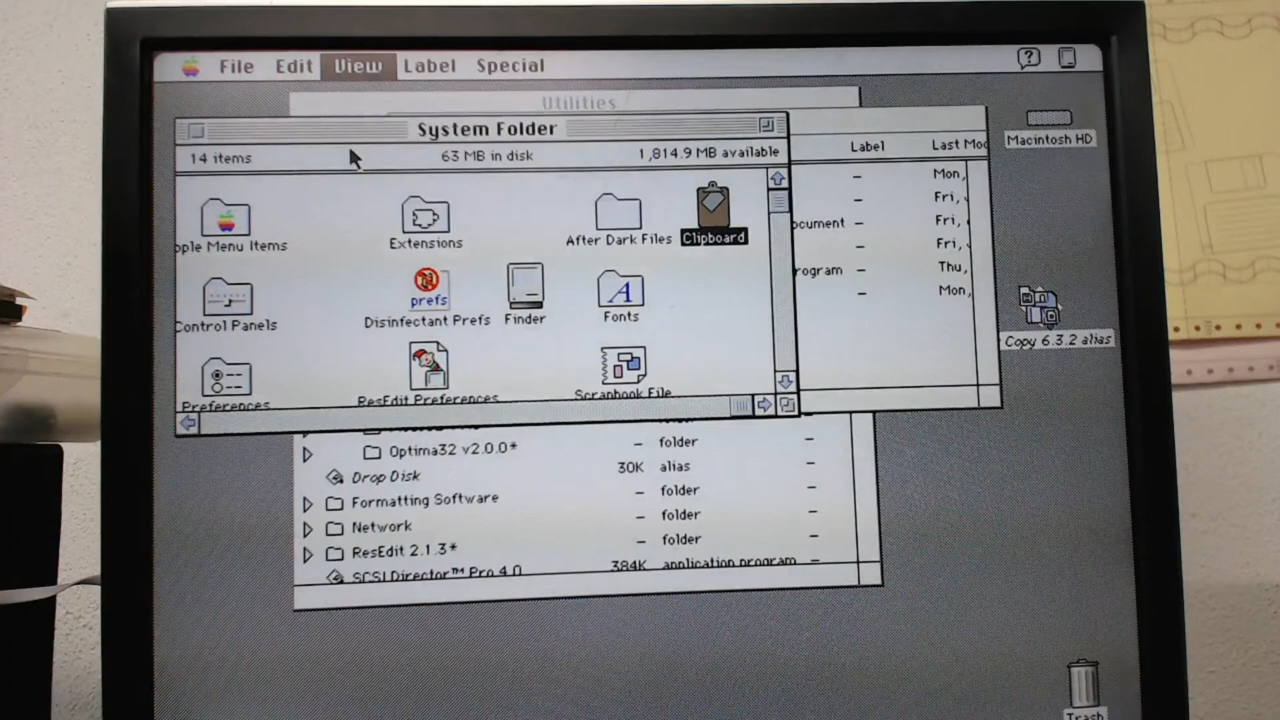 File Edit View Label Special
Utilities
System Folder
14 items 63 MB in disk 1,814.9 MB available
Label Last Mod
Macintosh HD
Mon,
Fri,
ocument – Fri,
Fri,
rogram – Thu,
Mon,
pple Menu Items Extensions After Dark Files Clipboard
Control Panels prefs Disinfectant Prefs Finder Fonts
Preferences ResEdit Preferences Scrapbook File
Copy 6.3.2 alias
Optima32 v2.0.0* – folder –
Drop Disk 30K alias –
Formatting Software – folder –
Network – folder –
ResEdit 2.1.3* – folder –
SCSI Director™ Pro 4.0 384K application program –
Trash